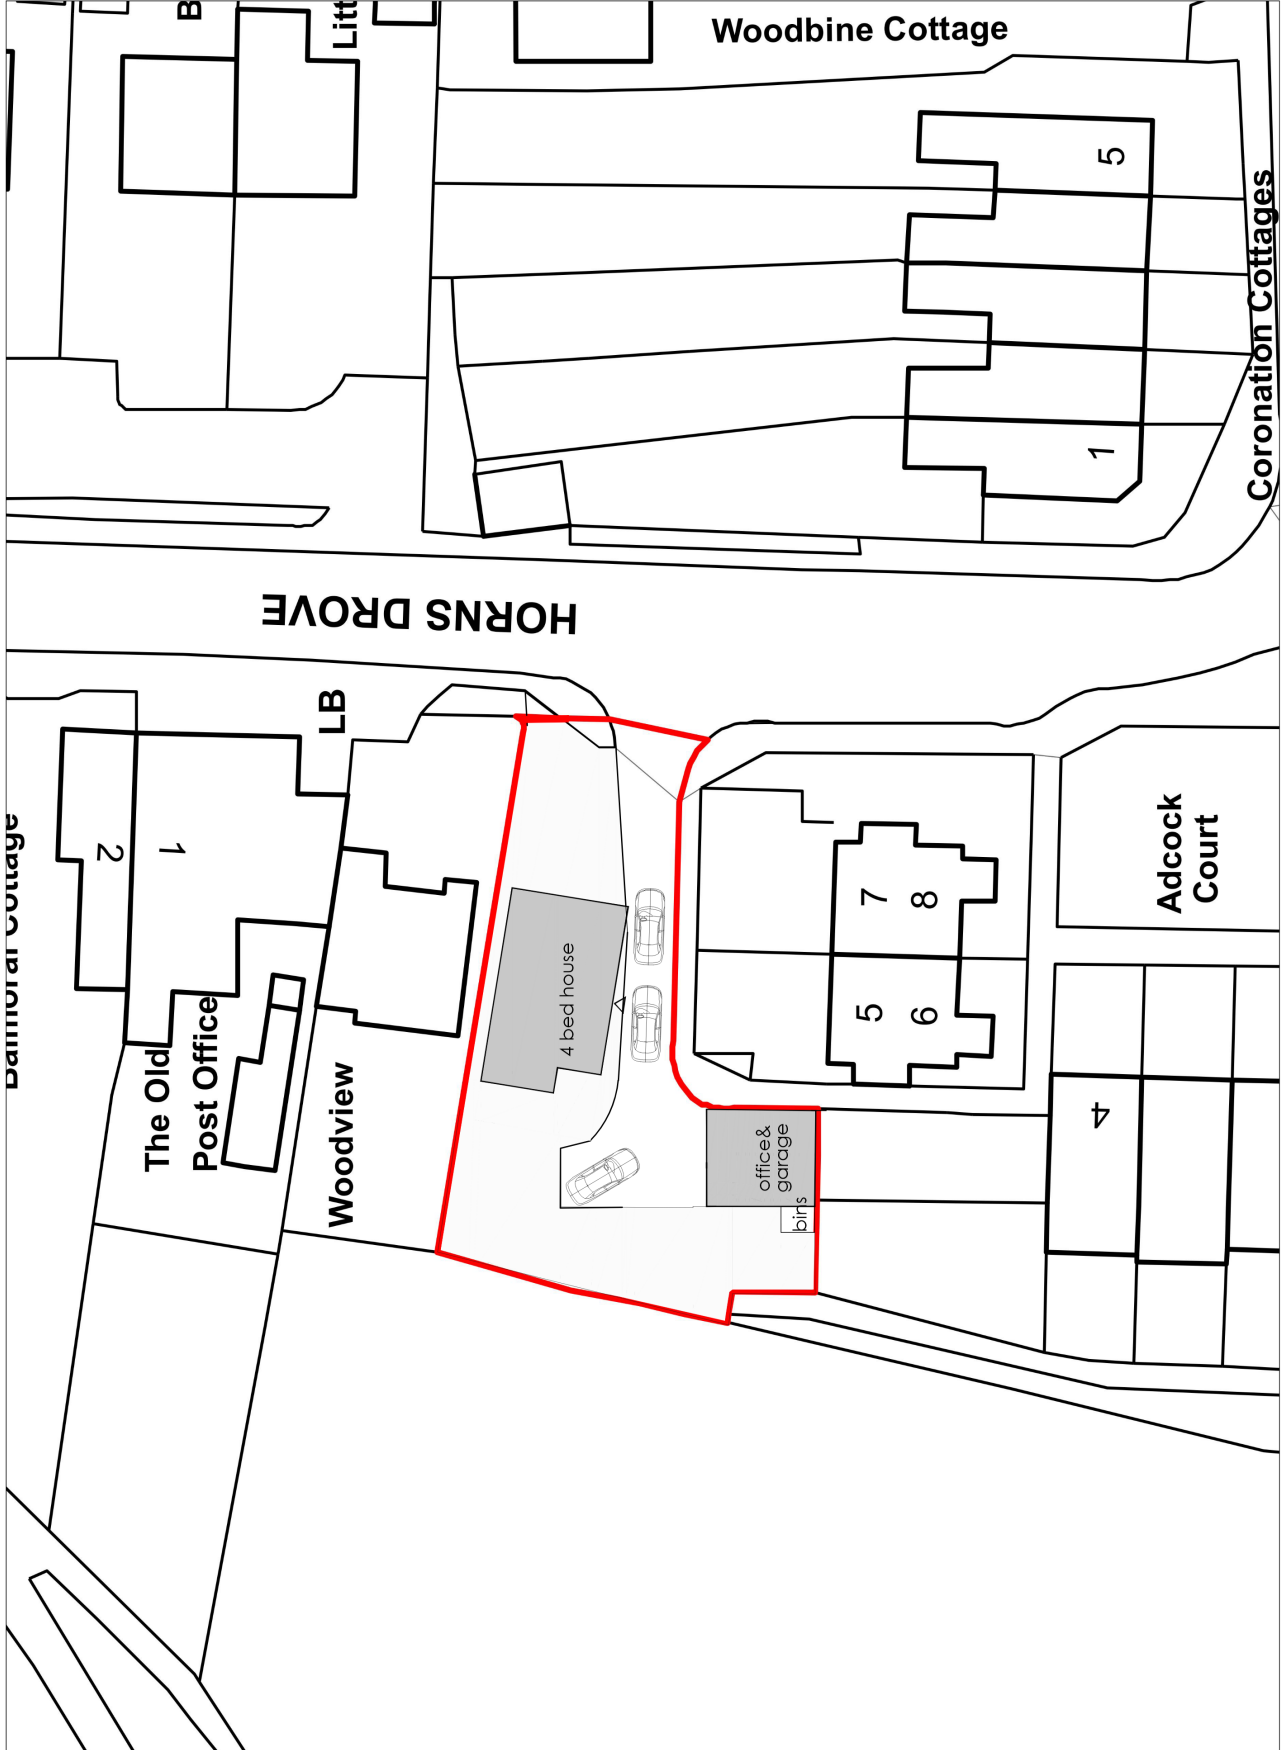 Woodbine Cottage
5
1
Coronation Cottages
HORNS DROVE
LB
2
1
The Old
Post Office
Woodview
4 bed house
office&
garage
bins
7
8
5
6
Adcock
Court
4